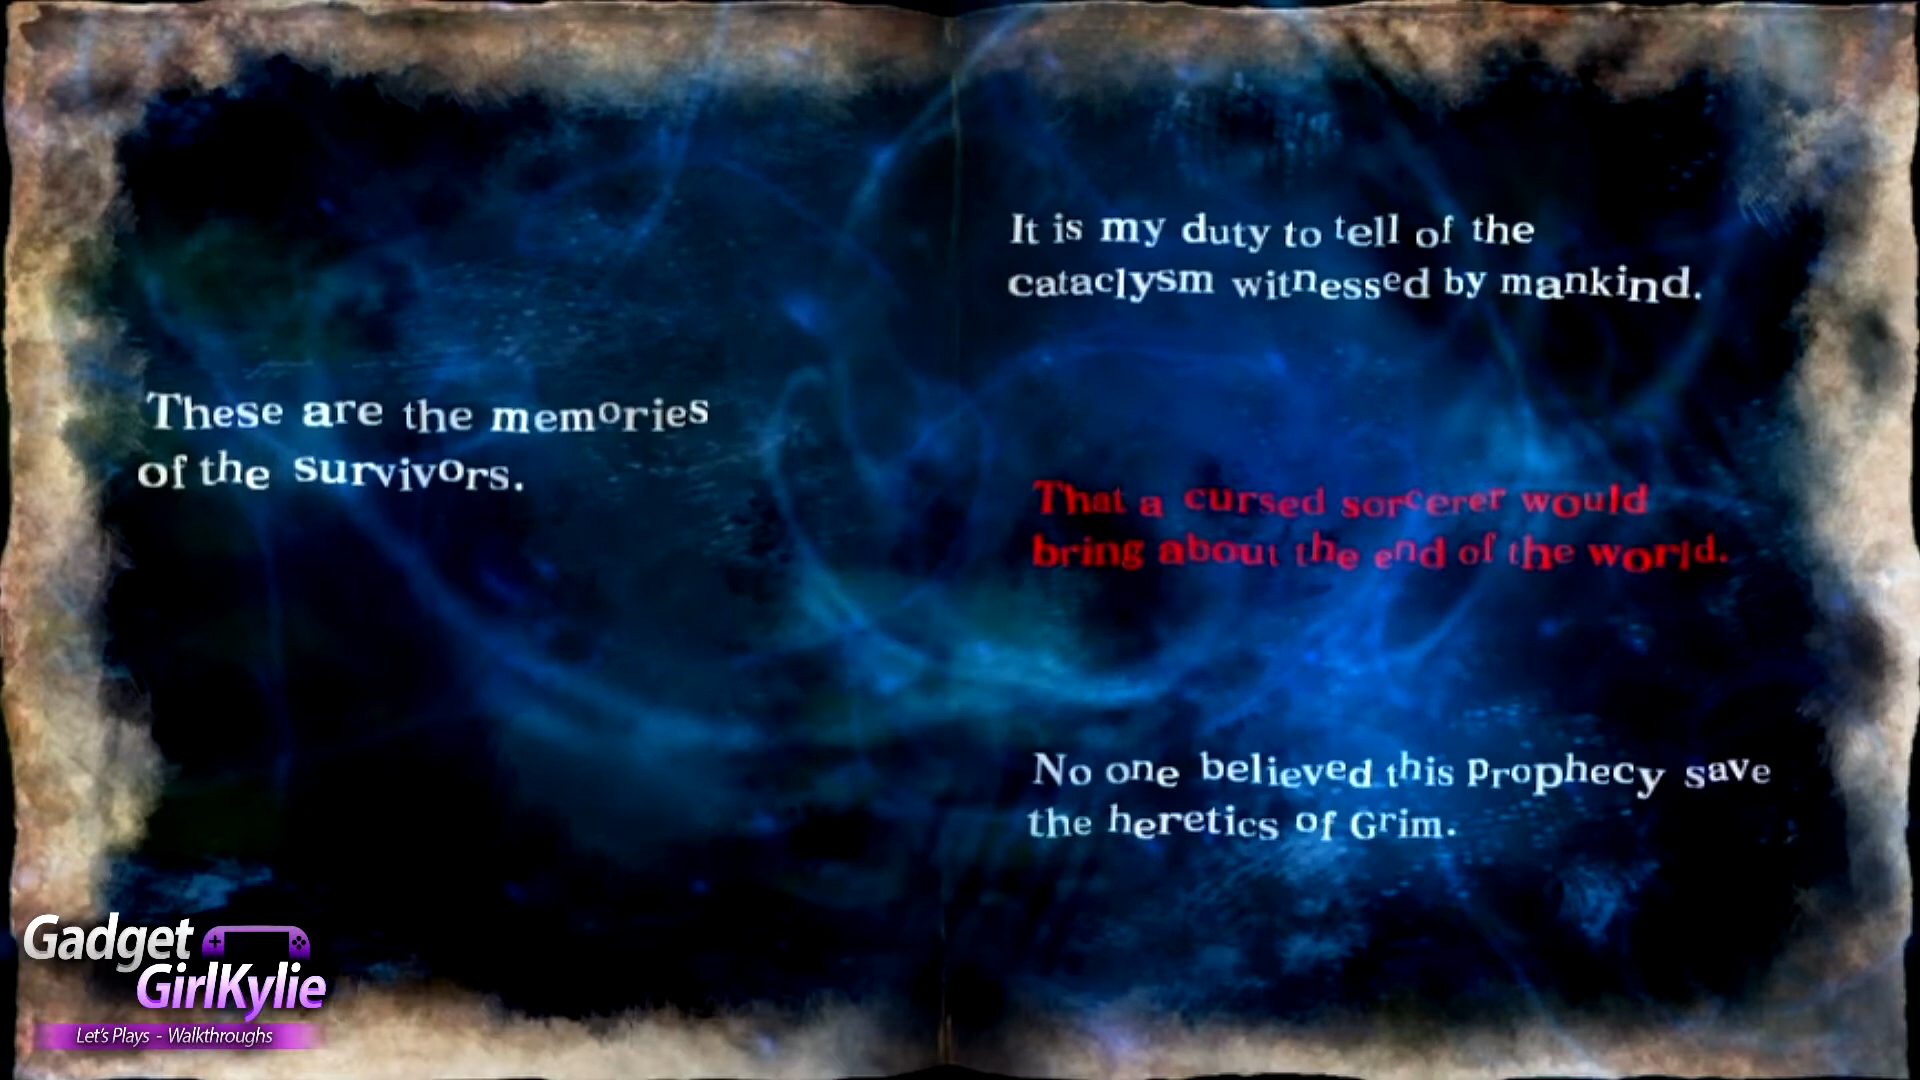 These are the memories
of the survivors.
It is my duty to tell of the
cataclysm witnessed by mankind.
That a cursed sorcerer would
bring about the end of the world.
No one believed this prophecy save
the heretics of Grim.
Gadget
GirlKylie
Let's Plays - Walkthroughs